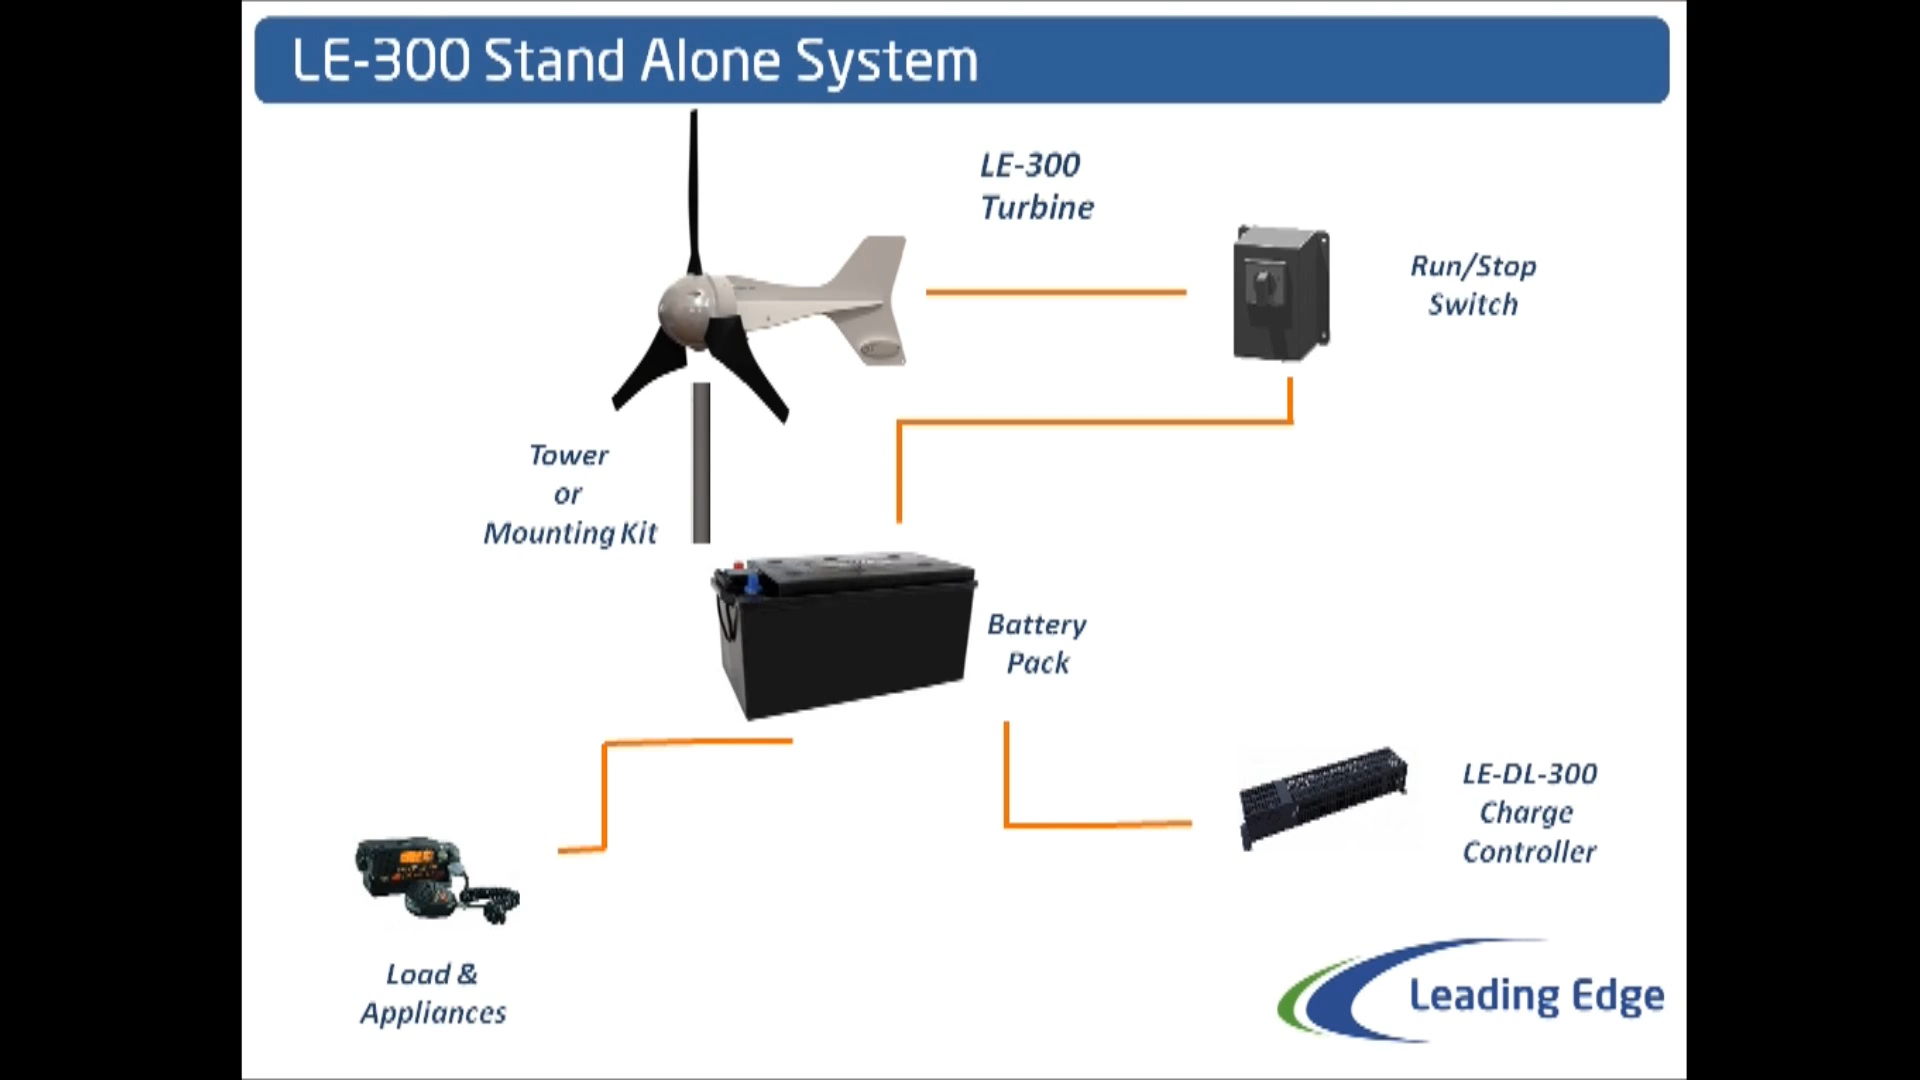 LE-300 Stand Alone System
LE-300
Turbine
Run/Stop
Switch
Tower
or
Mounting Kit
Battery
Pack
LE-DL-300
Charge
Controller
Load &
Appliances
Leading Edge